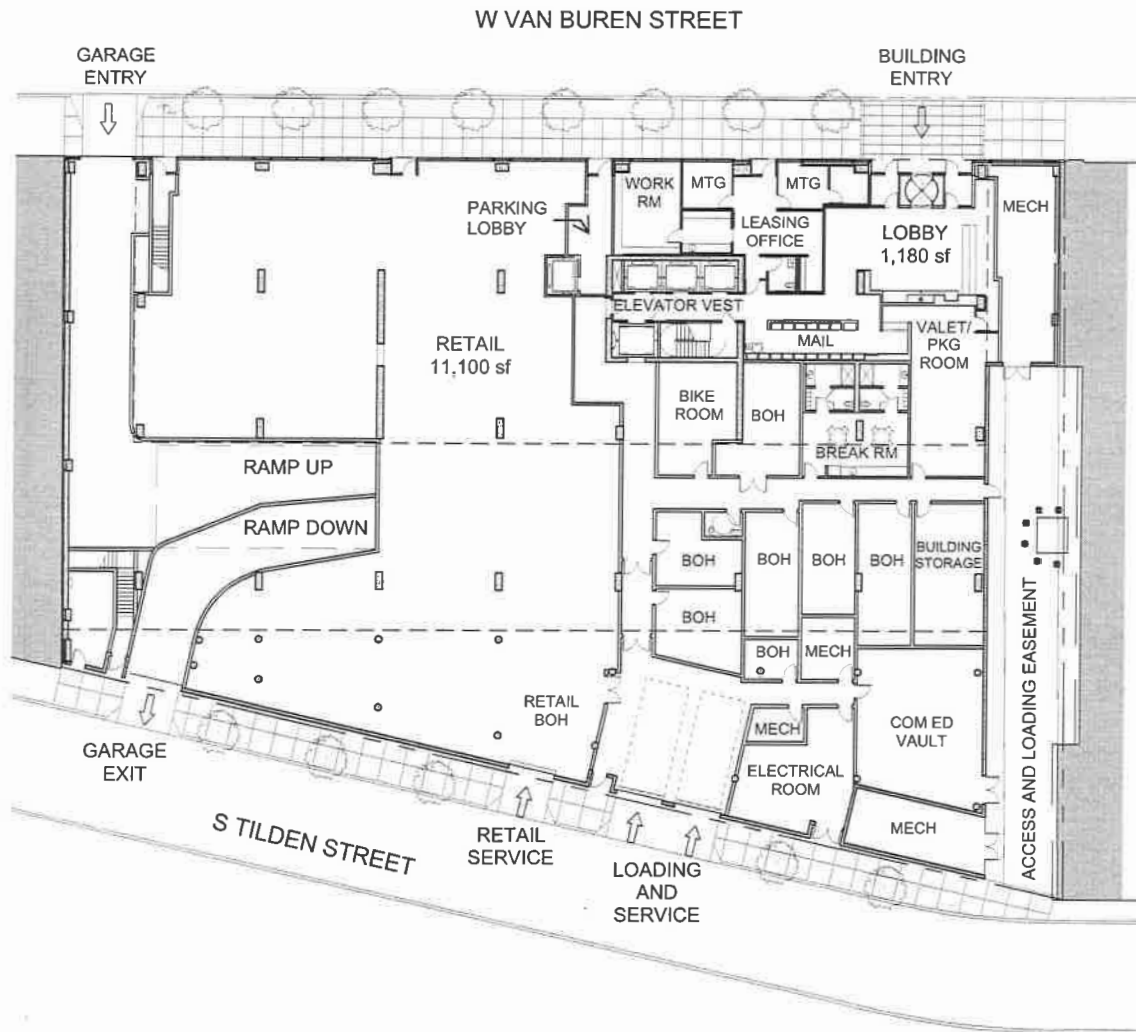 W VAN BUREN STREET
GARAGE
ENTRY
BUILDING
ENTRY
WORK
RM
MTG
MTG
MECH
PARKING
LOBBY
LEASING
OFFICE
LOBBY
1,180 sf
ELEVATOR VEST
MAIL
VALET/
PKG
ROOM
RETAIL
11,100 sf
BIKE
ROOM
BOH
BREAK RM
RAMP UP
RAMP DOWN
BOH
BOH
BOH
BOH
BUILDING
STORAGE
BOH
BOH
MECH
ACCESS AND LOADING EASEMENT
RETAIL
BOH
COM ED
VAULT
MECH
GARAGE
EXIT
ELECTRICAL
ROOM
MECH
S TILDEN STREET
RETAIL
SERVICE
LOADING
AND
SERVICE